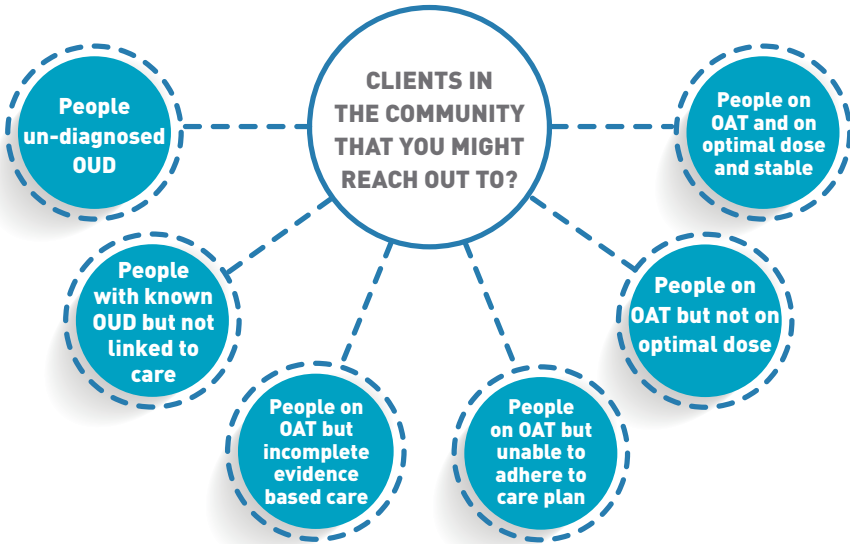 CLIENTS IN
THE COMMUNITY
THAT YOU MIGHT
REACH OUT TO?
People
un-diagnosed
OUD
People
with known
OUD but not
linked to
care
People on
OAT but
incomplete
evidence
based care
People
on OAT but
unable to
adhere to
care plan
People on
OAT but not on
optimal dose
People on
OAT and on
optimal dose
and stable